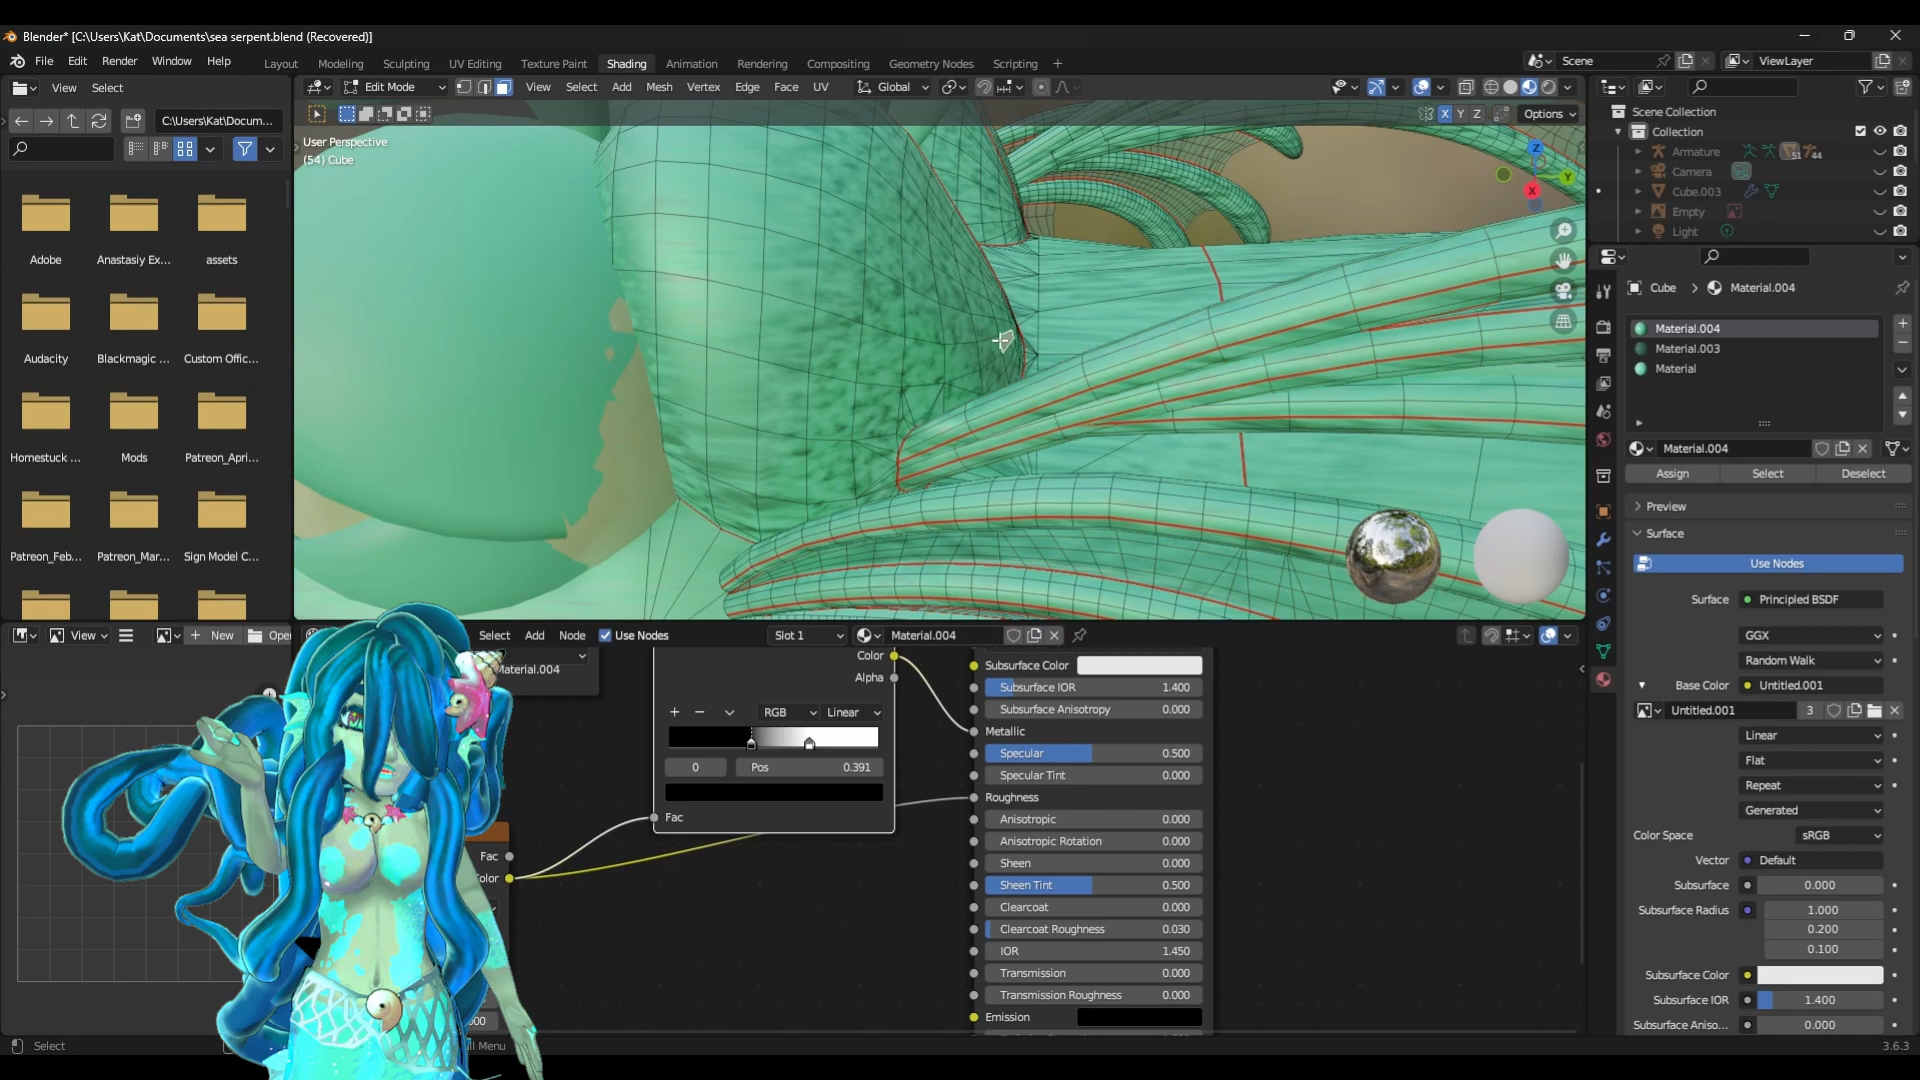 Blender* [C:\Users\Kat\Documents\sea serpent.blend (Recovered)]
File Edit Render Window Help
Layout Modeling Sculpting UV Editing Texture Paint Shading Animation Rendering Compositing Geometry Nodes Scripting +
Scene
ViewLayer
View Select
Edit Mode View Select Add Mesh Vertex Edge Face UV Global
C:\Users\Kat\Docum...
X Y Z Options
User Perspective
(54) Cube
Z
Y
X
Adobe Anastasiy Ex... assets
Audacity Blackmagic ... Custom Offic...
Homestuck ... Mods Patreon_Apri...
Patreon_Feb... Patreon_Mar... Sign Model C...
Scene Collection
Collection
Armature 51 44
Camera
Cube.003
Empty
Light
Cube > Material.004
Material.004
Material.003
Material
Material.004
Assign Select Deselect
Preview
Surface
Use Nodes
Surface Principled BSDF
GGX
Random Walk
Base Color Untitled.001
Untitled.001 3
Linear
Flat
Repeat
Generated
Color Space sRGB
Vector Default
Subsurface 0.000
Subsurface Radius 1.000
0.200
0.100
Subsurface Color
Subsurface IOR 1.400
Subsurface Aniso... 0.000
View + New Open
Select Add Node Use Nodes Slot 1 Material.004
Material.004
Color
Alpha
RGB Linear
0 Pos 0.391
Fac
Fac
Color
Subsurface Color
Subsurface IOR 1.400
Subsurface Anisotropy 0.000
Metallic
Specular 0.500
Specular Tint 0.000
Roughness
Anisotropic 0.000
Anisotropic Rotation 0.000
Sheen 0.000
Sheen Tint 0.500
Clearcoat 0.000
Clearcoat Roughness 0.030
IOR 1.450
Transmission 0.000
Transmission Roughness 0.000
Emission
Select
Menu
3.6.3